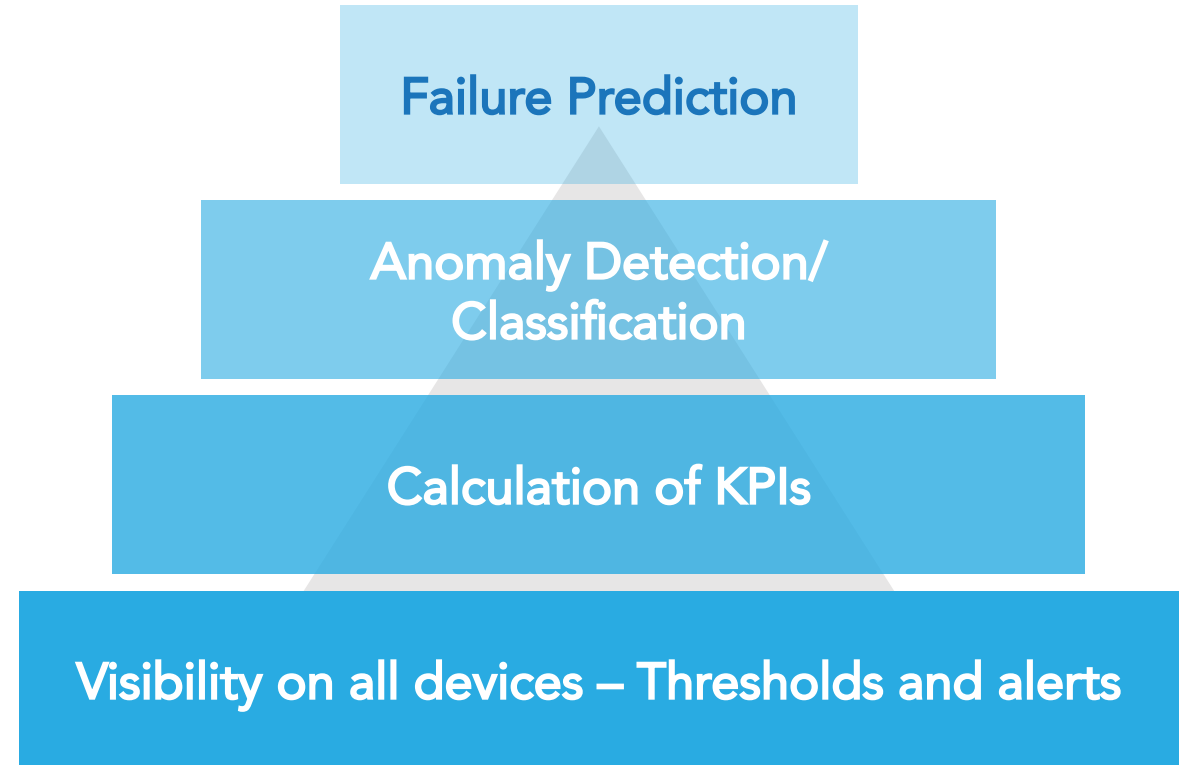 Failure Prediction
Anomaly Detection/
Classification
Calculation of KPIs
Visibility on all devices – Thresholds and alerts